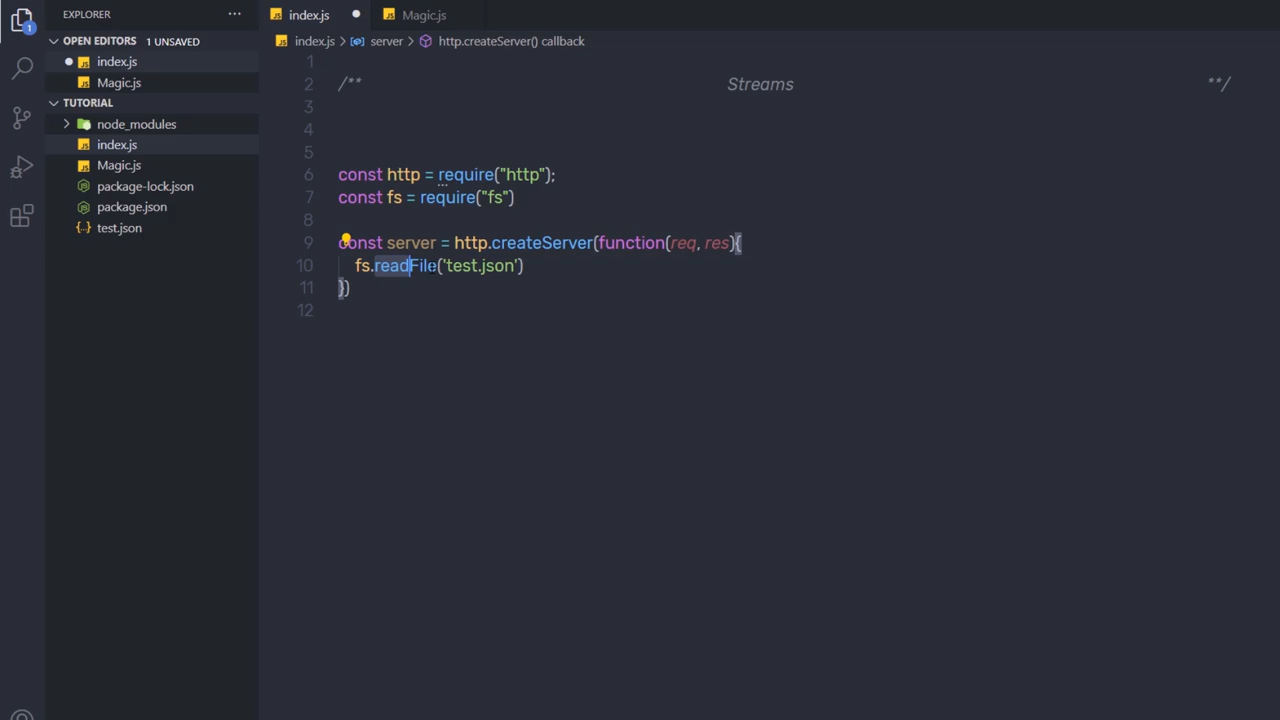 EXPLORER
...
index.js
Magic.js
OPEN EDITORS 1 UNSAVED
index.js > server > http.createServer() callback
index.js
Magic.js
TUTORIAL
node_modules
index.js
Magic.js
package-lock.json
package.json
test.json
1
1
2 /** Streams **/
3
4
5
6 const http = require("http");
7 const fs = require("fs")
8
9 const server = http.createServer(function(req, res){
10 fs.readFile('test.json')
11 })
12